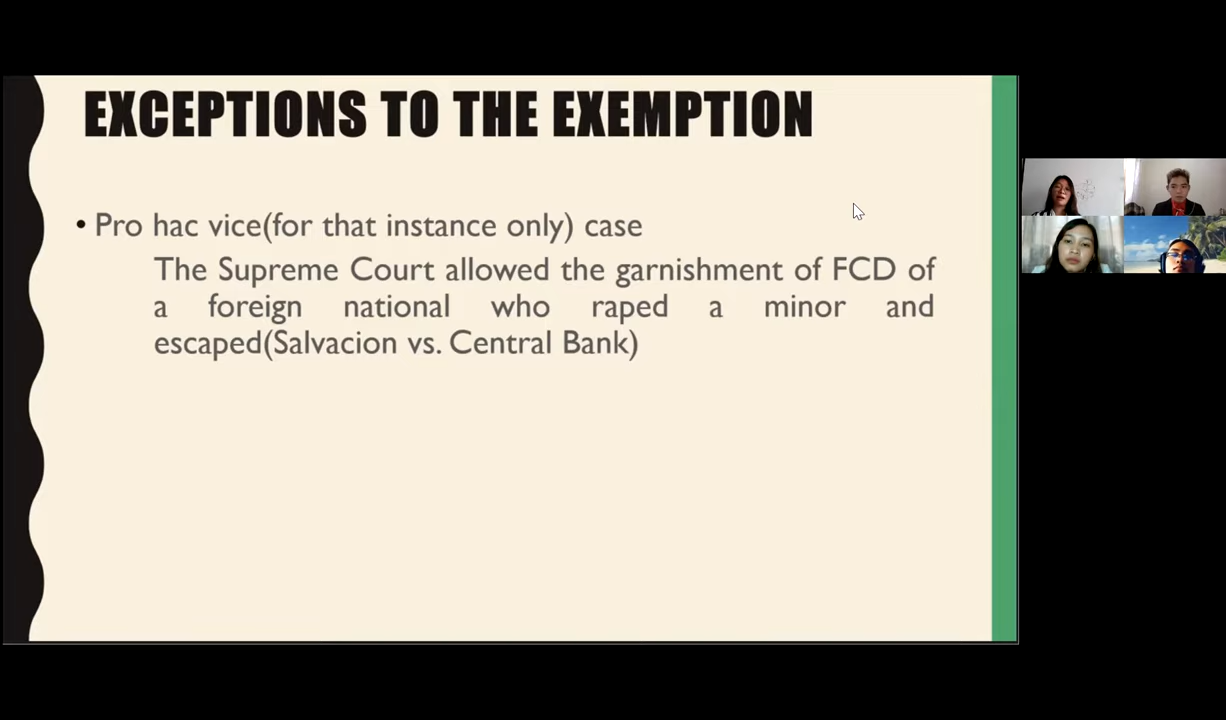 EXCEPTIONS TO THE EXEMPTION
• Pro hac vice(for that instance only) case
The Supreme Court allowed the garnishment of FCD of
a foreign national who raped a minor and
escaped(Salvacion vs. Central Bank)